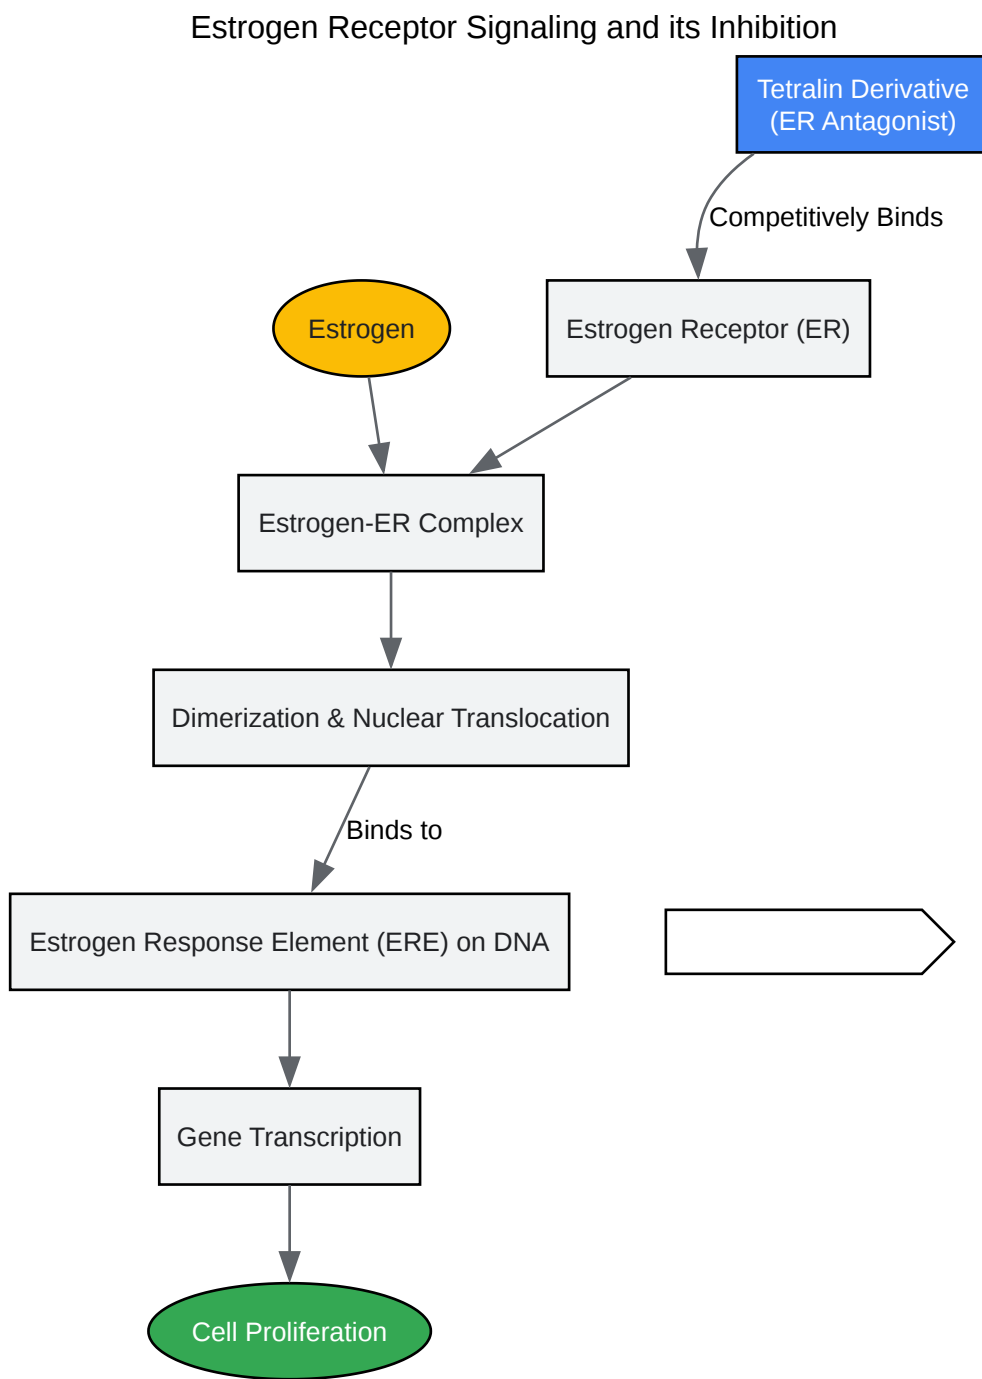 Estrogen Receptor Signaling and its Inhibition
Tetralin Derivative
(ER Antagonist)
Competitively Binds
Estrogen
Estrogen Receptor (ER)
Estrogen-ER Complex
Dimerization & Nuclear Translocation
Binds to
Estrogen Response Element (ERE) on DNA
Gene Transcription
Cell Proliferation